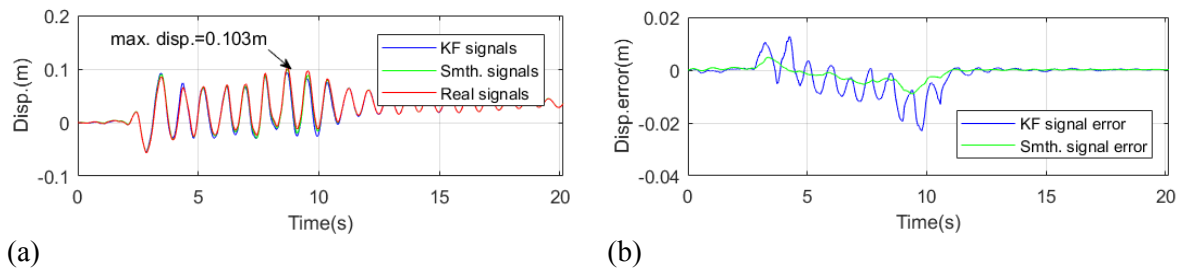 0.2
0.1
0
-0.1
Disp.(m)
max. disp.=0.103m
KF signals
Smth. signals
Real signals
0 5 10 15 20
Time(s)
(a)
0.02
0
-0.02
-0.04
Disp.error(m)
KF signal error
Smth. signal error
0 5 10 15 20
Time(s)
(b)